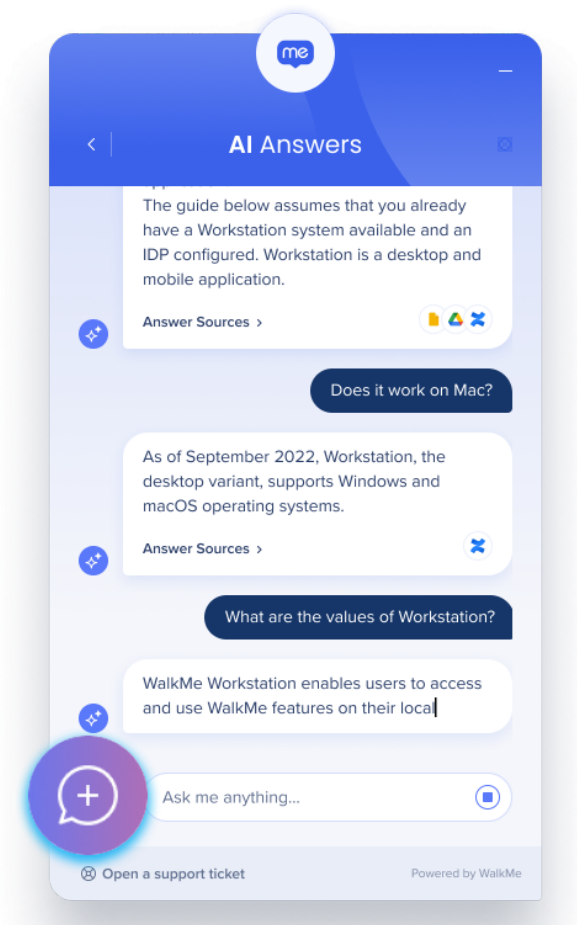 me
AI Answers
The guide below assumes that you already
have a Workstation system available and an
IDP configured. Workstation is a desktop and
mobile application.
Answer Sources >
Does it work on Mac?
As of September 2022, Workstation, the
desktop variant, supports Windows and
macOS operating systems.
Answer Sources >
What are the values of Workstation?
WalkMe Workstation enables users to access
and use WalkMe features on their local
Ask me anything...
Open a support ticket
Powered by WalkMe